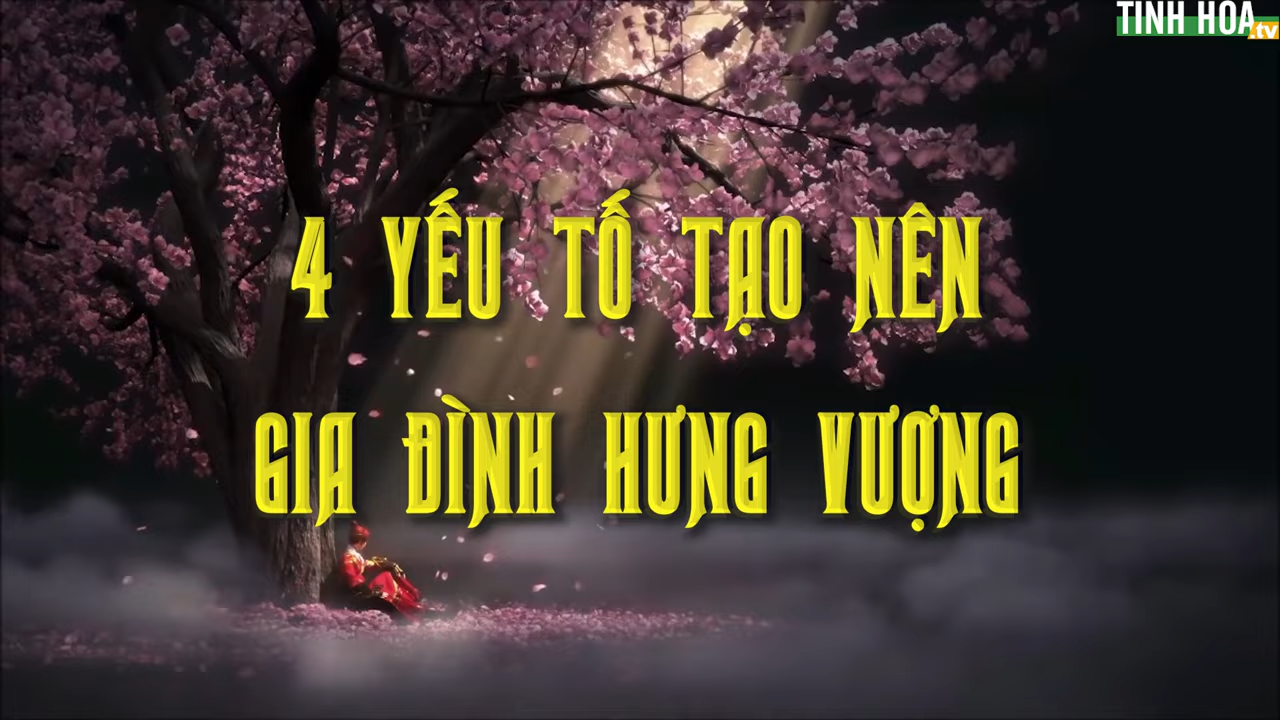 TINH HOA
.tv
4 YẾU TỐ TẠO NÊN
GIA ĐÌNH HƯNG VƯỢNG